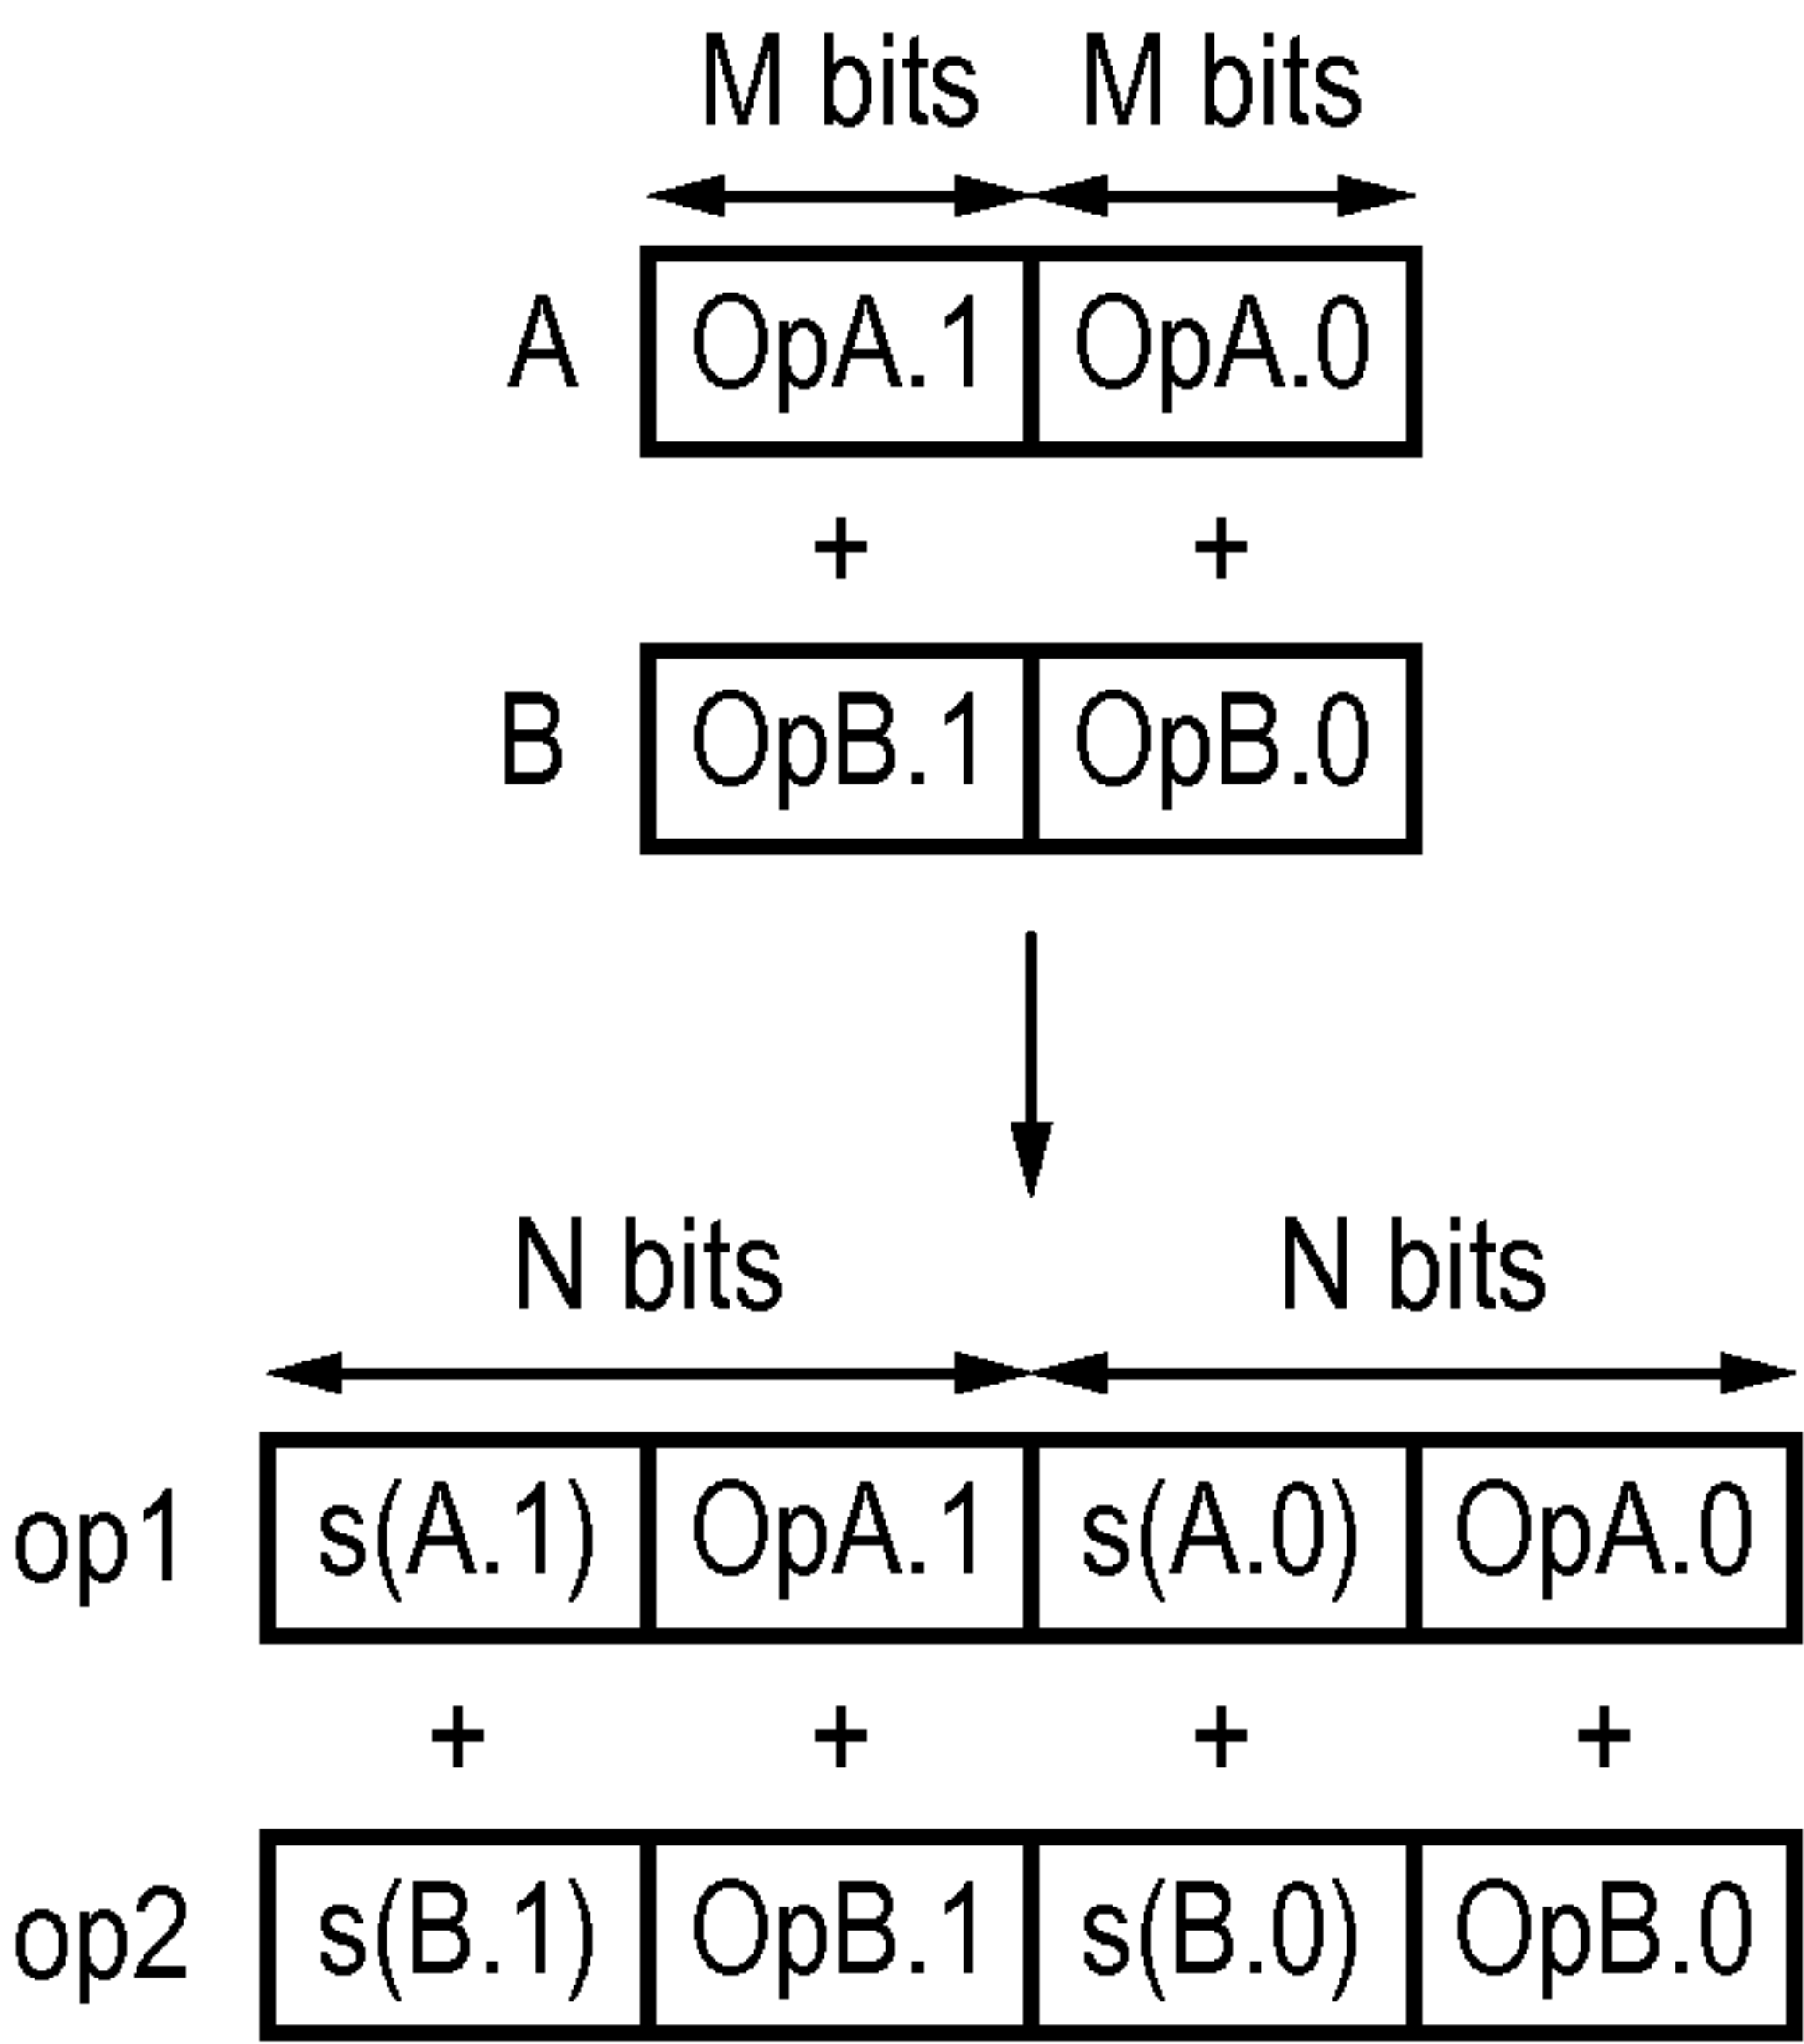 M bits M bits
A OpA.1 OpA.0
+ +
B OpB.1 OpB.0
N bits N bits
op1 s(A.1) OpA.1 s(A.0) OpA.0
+ + + +
op2 s(B.1) OpB.1 s(B.0) OpB.0